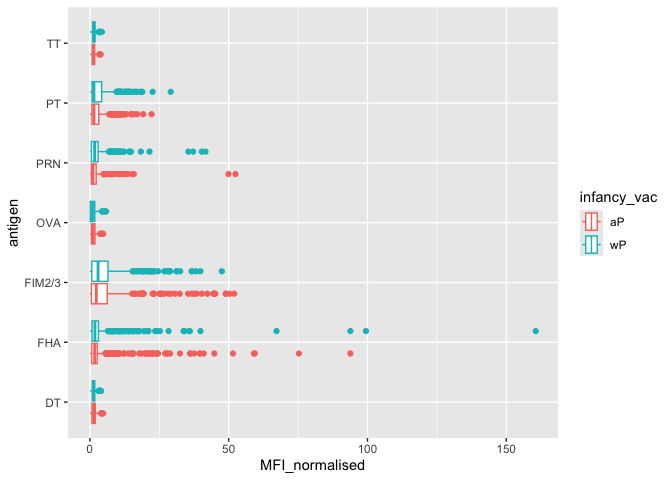 TT
PT
PRN
OVA
FIM2/3
FHA
DT
antigen
0
50
100
150
MFI_normalised
infancy_vac
aP
wP